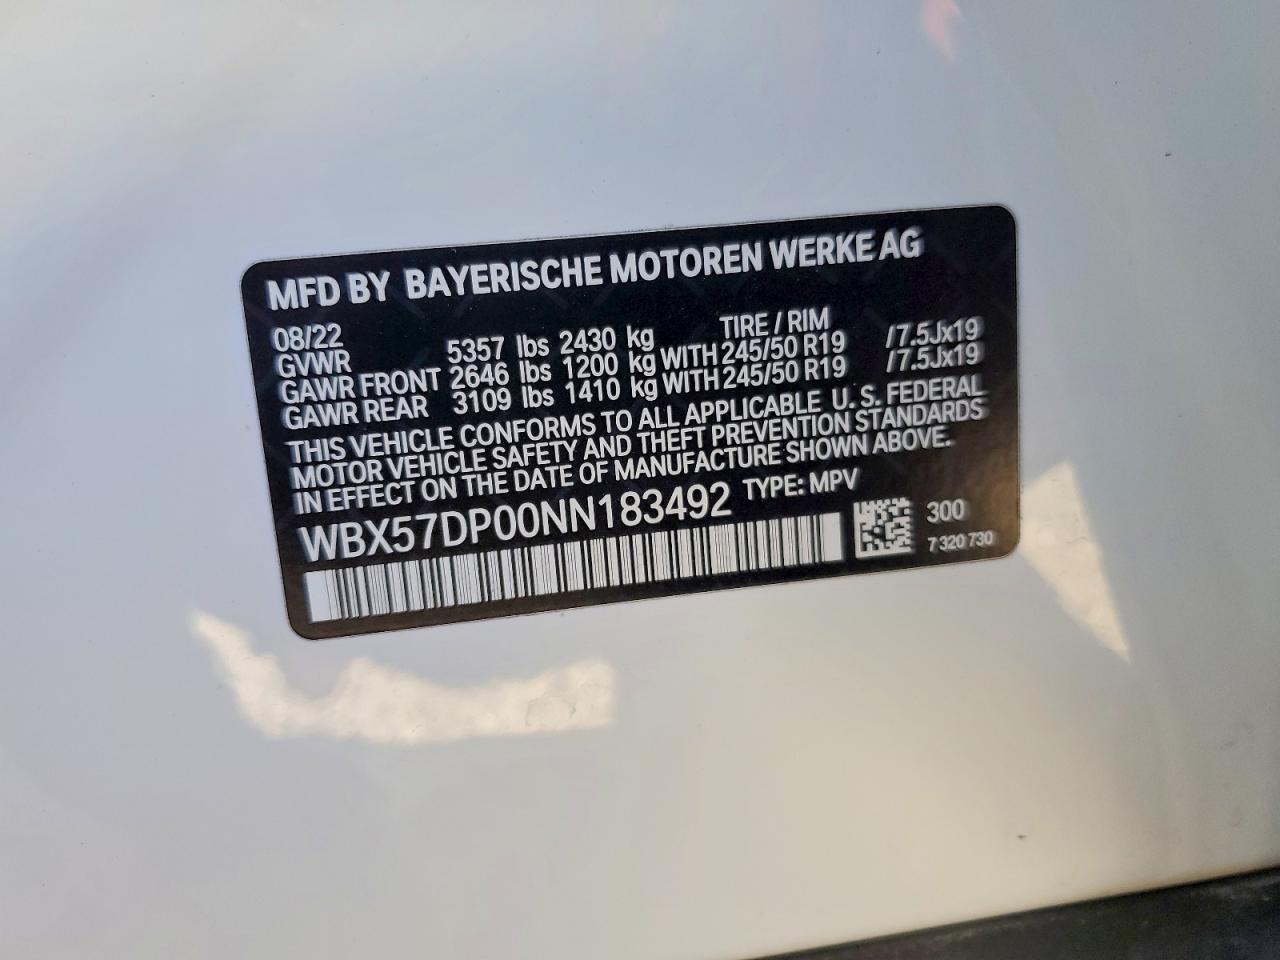 MFD BY BAYERISCHE MOTOREN WERKE AG
08/22 TIRE / RIM
GVWR 5357 lbs 2430 kg
GAWR FRONT 2646 lbs 1200 kg WITH 245/50 R19 /7.5Jx19
GAWR REAR 3109 lbs 1410 kg WITH 245/50 R19 /7.5Jx19
THIS VEHICLE CONFORMS TO ALL APPLICABLE U. S. FEDERAL
MOTOR VEHICLE SAFETY AND THEFT PREVENTION STANDARDS
IN EFFECT ON THE DATE OF MANUFACTURE SHOWN ABOVE.
WBX57DP00NN183492 TYPE: MPV
300
7 320 730